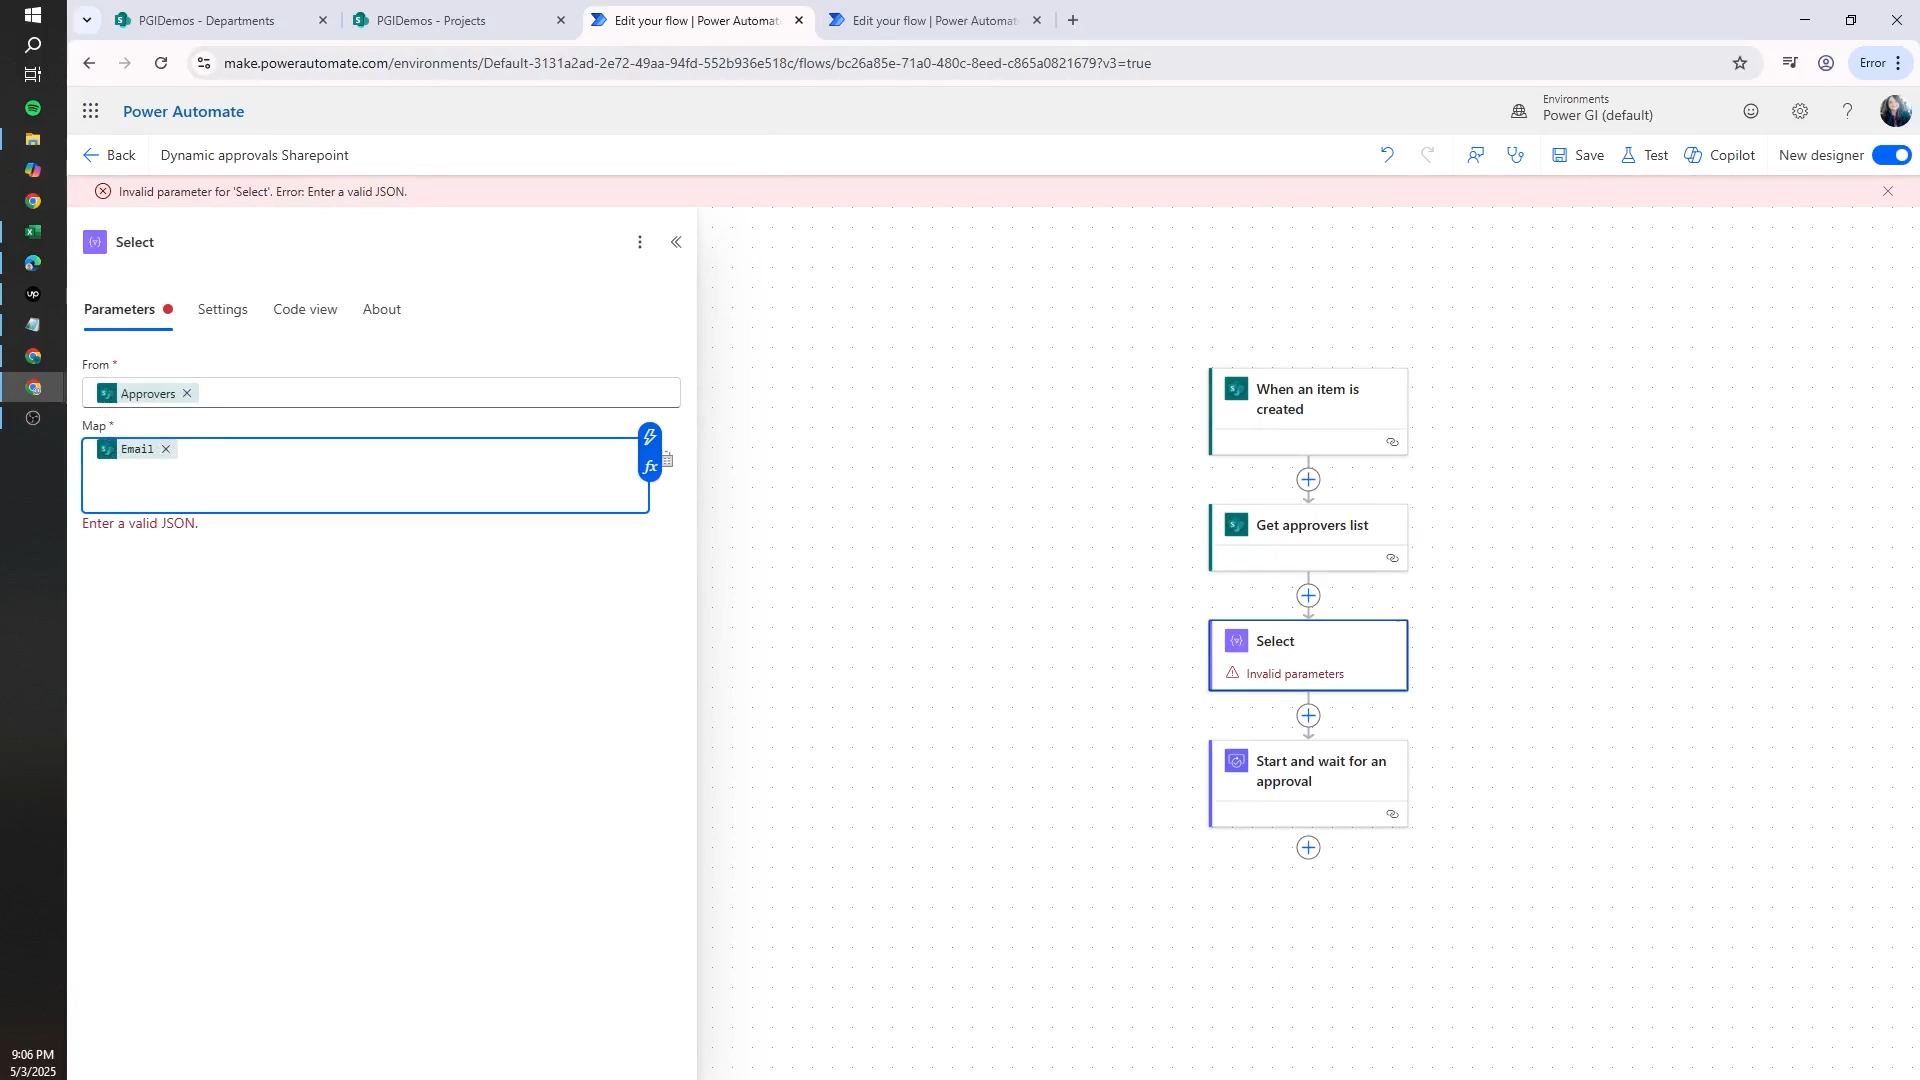 PGIDemos - Departments
PGIDemos - Projects
Edit your flow | Power Automat
Edit your flow | Power Automat
make.powerautomate.com/environments/Default-3131a2ad-2e72-49aa-94fd-552b936e518c/flows/bc26a85e-71a0-480c-8eed-c865a0821679?v3=true
Error
Power Automate
Environments
Power GI (default)
Back
Dynamic approvals Sharepoint
Save
Test
Copilot
New designer
Invalid parameter for 'Select'. Error: Enter a valid JSON.
Select
Parameters
Settings
Code view
About
From *
Approvers
Map *
Email
fx
Enter a valid JSON.
When an item is
created
Get approvers list
Select
Invalid parameters
Start and wait for an
approval
up
9:06 PM
5/3/2025